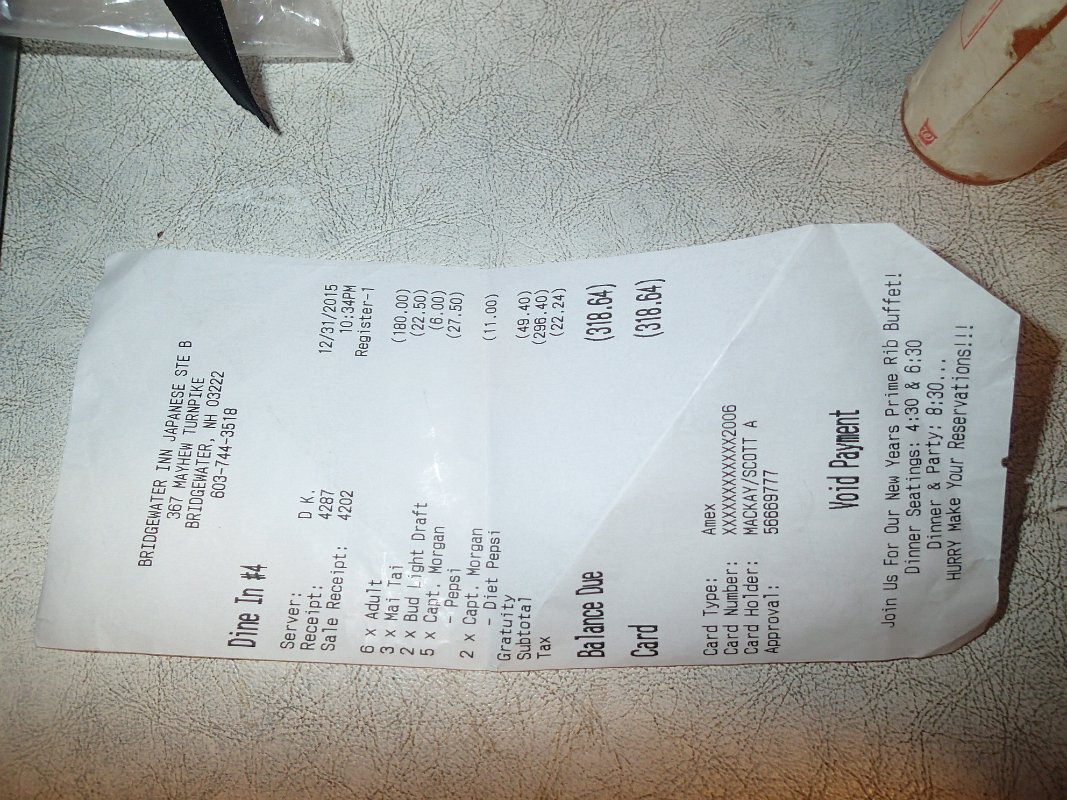 BRIDGEWATER INN JAPANESE STE B
367 MAYHEW TURNPIKE
BRIDGEWATER, NH 03222
603-744-3518
Dine In #4
12/31/2015
Server: D K. 10:34PM
Receipt: 4287 Register-1
Sale Receipt: 4202
6 x Adult (180.00)
3 x Mai Tai (22.50)
2 x Bud Light Draft (6.00)
5 x Capt. Morgan (27.50)
- Pepsi
2 x Capt. Morgan (11.00)
- Diet Pepsi
Gratuity (49.40)
Subtotal (296.40)
Tax (22.24)
Balance Due (318.64)
Card (318.64)
Card Type: Amex
Card Number: XXXXXXXXXXX2006
Card Holder: MACKAY/SCOTT A
Approval: 56669777
Void Payment
Join Us For Our New Years Prime Rib Buffet!
Dinner Seatings: 4:30 & 6:30
Dinner & Party: 8:30...
HURRY Make Your Reservations!!!